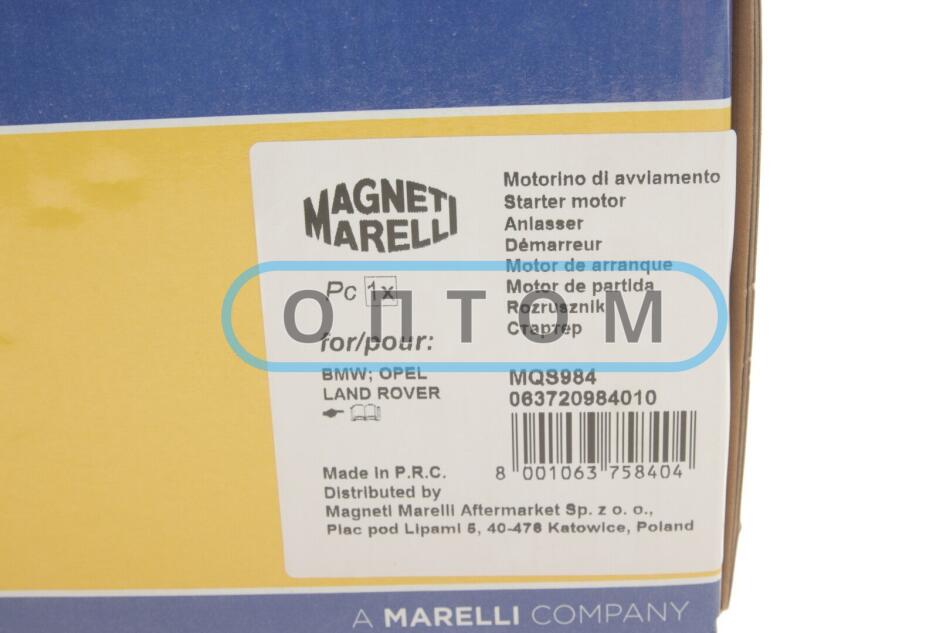 MAGNETI
MARELLI
Pc 1x
for/pour:
BMW; OPEL
LAND ROVER
Motorino di avviamento
Starter motor
Anlasser
Démarreur
Motor de arranque
Motor de partida
Rozrusznik
Стартер
ОПТОМ
MQS984
063720984010
8 001063 758404
Made in P.R.C.
Distributed by
Magneti Marelli Aftermarket Sp. z o. o.,
Plac pod Lipami 5, 40-476 Katowice, Poland
A MARELLI COMPANY